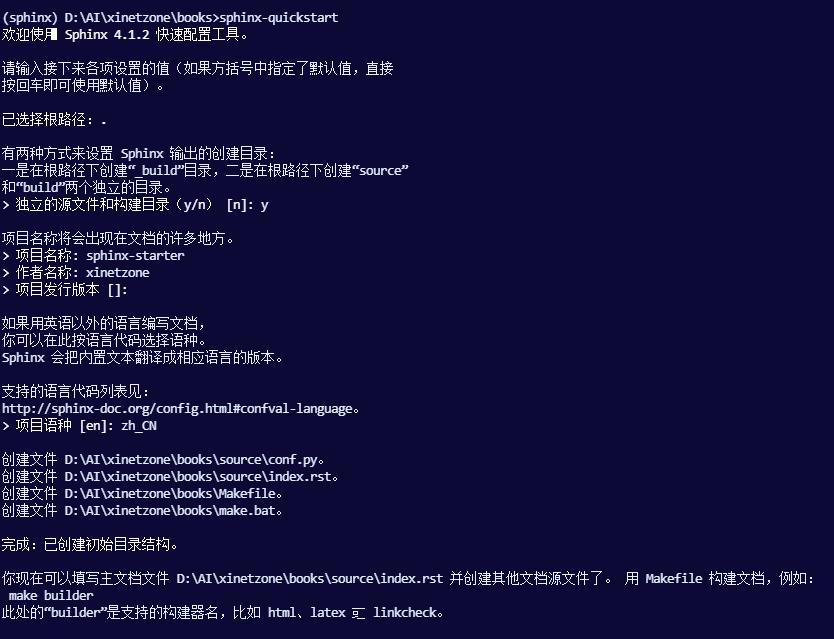 (sphinx) D:\AI\xinetzone\books>sphinx-quickstart
欢迎使用 Sphinx 4.1.2 快速配置工具。
请输入接下来各项设置的值（如果方括号中指定了默认值，直接
按回车即可使用默认值）。
已选择根路径：.
有两种方式来设置 Sphinx 输出的创建目录：
一是在根路径下创建“_build”目录，二是在根路径下创建“source”
和“build”两个独立的目录。
> 独立的源文件和构建目录（y/n） [n]: y
项目名称将会出现在文档的许多地方。
> 项目名称: sphinx-starter
> 作者名称: xinetzone
> 项目发行版本 []:
如果用英语以外的语言编写文档，
你可以在此按语言代码选择语种。
Sphinx 会把内置文本翻译成相应语言的版本。
支持的语言代码列表见：
http://sphinx-doc.org/config.html#confval-language。
> 项目语种 [en]: zh_CN
创建文件 D:\AI\xinetzone\books\source\conf.py。
创建文件 D:\AI\xinetzone\books\source\index.rst。
创建文件 D:\AI\xinetzone\books\Makefile。
创建文件 D:\AI\xinetzone\books\make.bat。
完成：已创建初始目录结构。
你现在可以填写主文档文件 D:\AI\xinetzone\books\source\index.rst 并创建其他文档源文件了。 用 Makefile 构建文档，例如：
make builder
此处的“builder”是支持的构建器名，比如 html、latex 或 linkcheck。